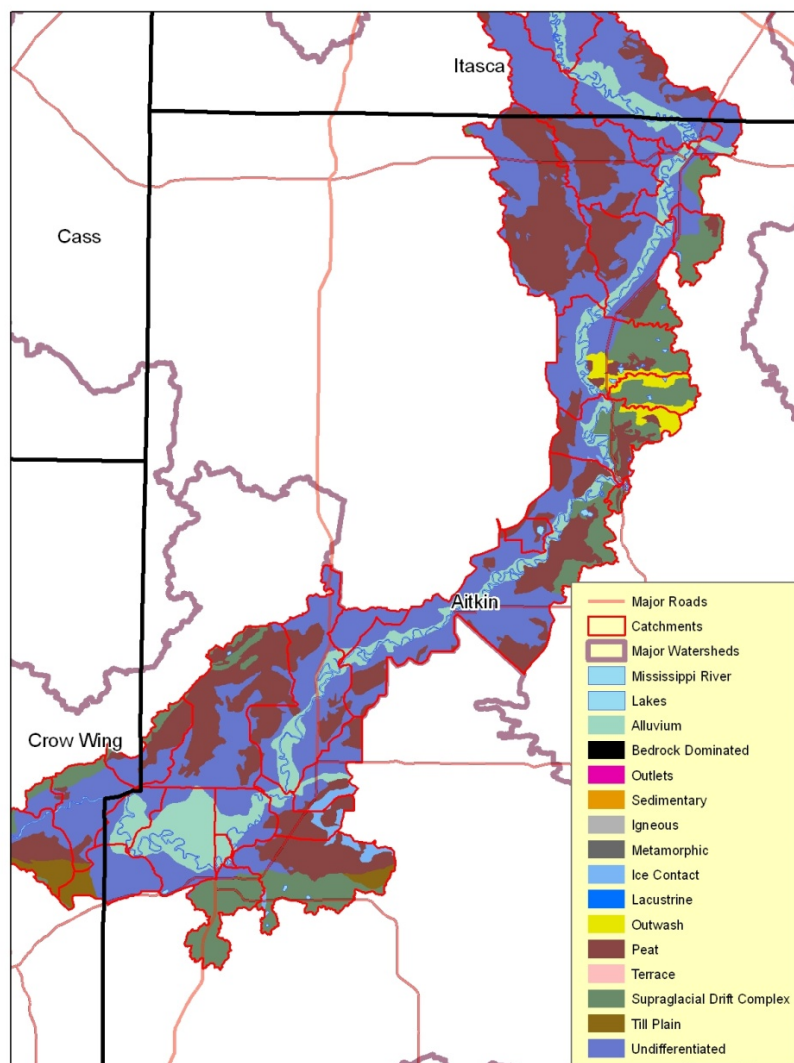 Itasca
Cass
Aitkin
Crow Wing
Major Roads
Catchments
Major Watersheds
Mississippi River
Lakes
Alluvium
Bedrock Dominated
Outlets
Sedimentary
Igneous
Metamorphic
Ice Contact
Lacustrine
Outwash
Peat
Terrace
Supraglacial Drift Complex
Till Plain
Undifferentiated